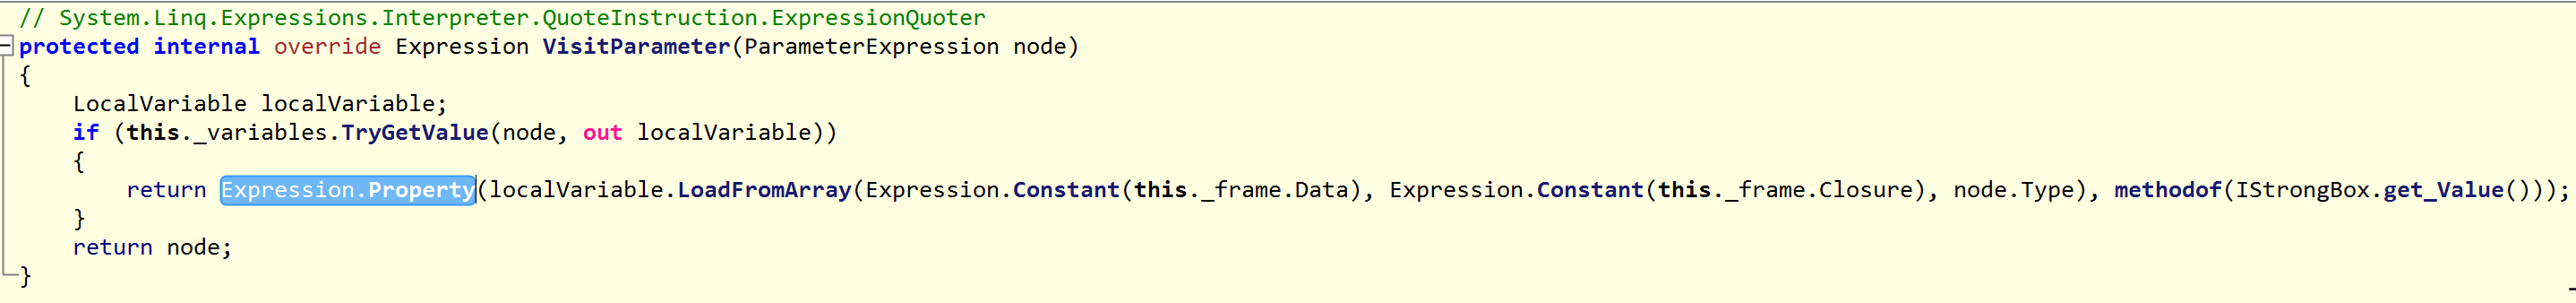 // System.Linq.Expressions.Interpreter.QuoteInstruction.ExpressionQuoter
protected internal override Expression VisitParameter(ParameterExpression node)
{
    LocalVariable localVariable;
    if (this._variables.TryGetValue(node, out localVariable))
    {
        return Expression.Property(localVariable.LoadFromArray(Expression.Constant(this._frame.Data), Expression.Constant(this._frame.Closure), node.Type), methodof(IStrongBox.get_Value()));
    }
    return node;
}